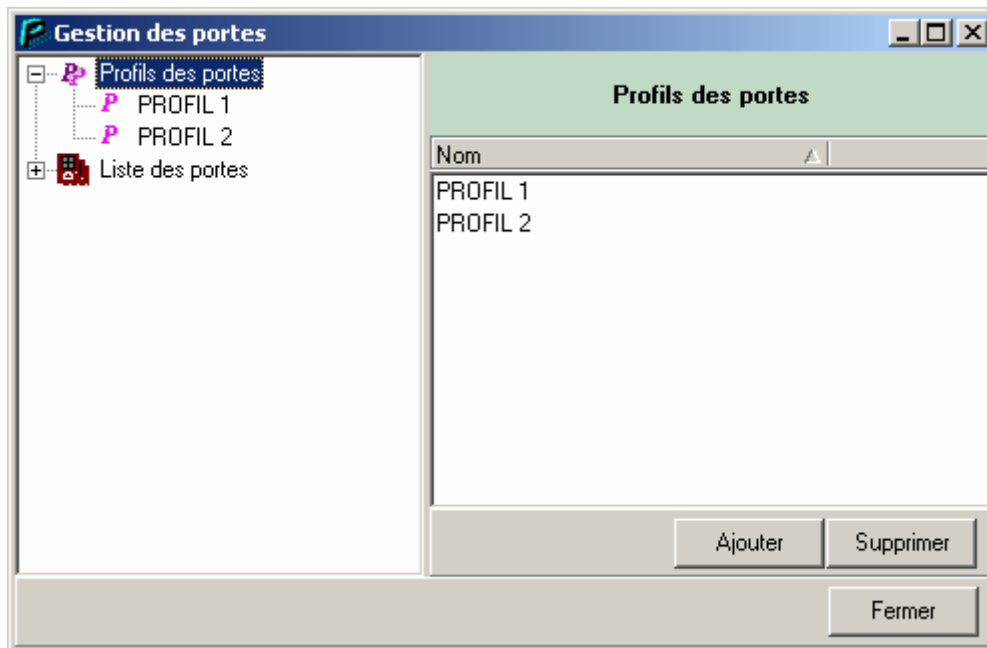 Gestion des portes
Profils des portes
PROFIL 1
PROFIL 2
Liste des portes
Profils des portes
Nom
PROFIL 1
PROFIL 2
Ajouter
Supprimer
Fermer